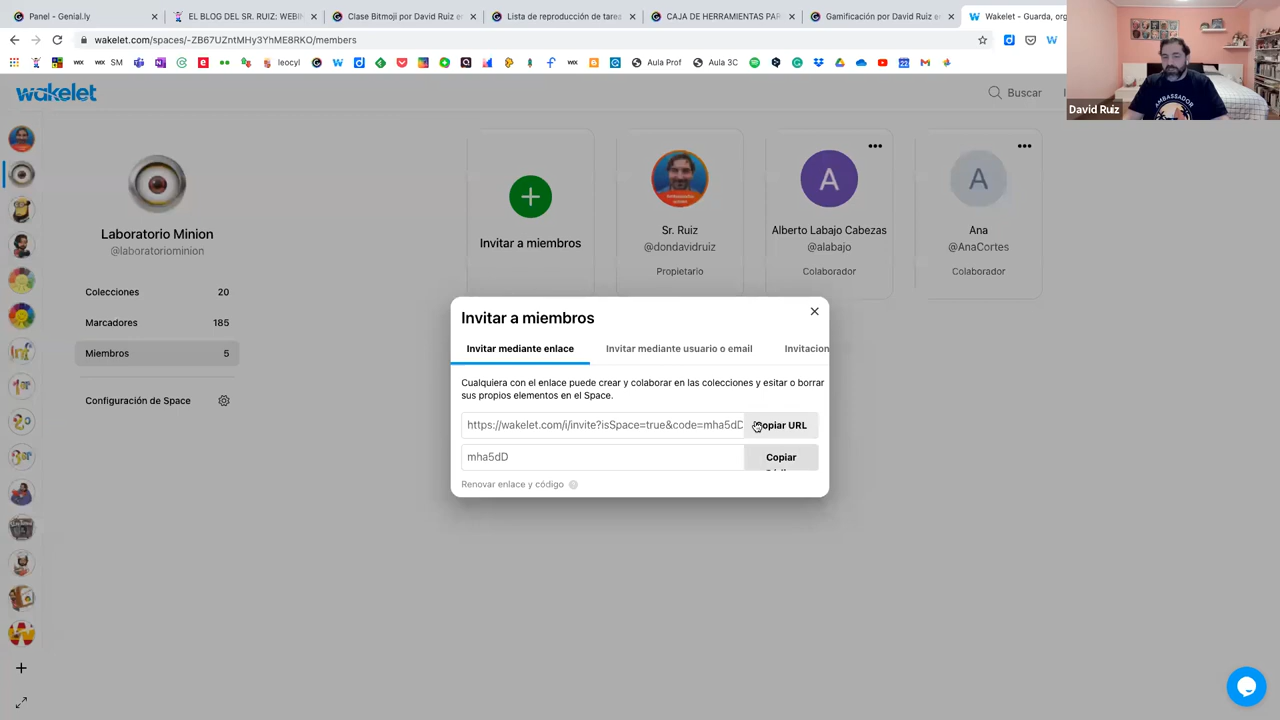 Panel - Genial.ly
EL BLOG DEL SR. RUIZ: WEBIN
Clase Bitmoji por David Ruiz e
Lista de reproducción de tare
CAJA DE HERRAMIENTAS PAR
Gamificación por David Ruiz e
Wakelet - Guarda, org
wakelet.com/spaces/-ZB67UZntMHy3YhME8RKO/members
SM
leocyl
Aula Prof
Aula 3C
David Ruiz
AMBASSADOR
wakelet
Buscar
Laboratorio Minion
@laboratoriominion
Colecciones 20
Marcadores 185
Miembros 5
Configuración de Space
Invitar a miembros
Sr. Ruiz
@dondavidruiz
Propietario
A
Alberto Labajo Cabezas
@alabajo
Colaborador
A
Ana
@AnaCortes
Colaborador
Invitar a miembros
Invitar mediante enlace
Invitar mediante usuario o email
Invitacion
Cualquiera con el enlace puede crear y colaborar en las colecciones y esitar o borrar
sus propios elementos en el Space.
https://wakelet.com/i/invite?isSpace=true&code=mha5dD
Copiar URL
mha5dD
Copiar
Renovar enlace y código